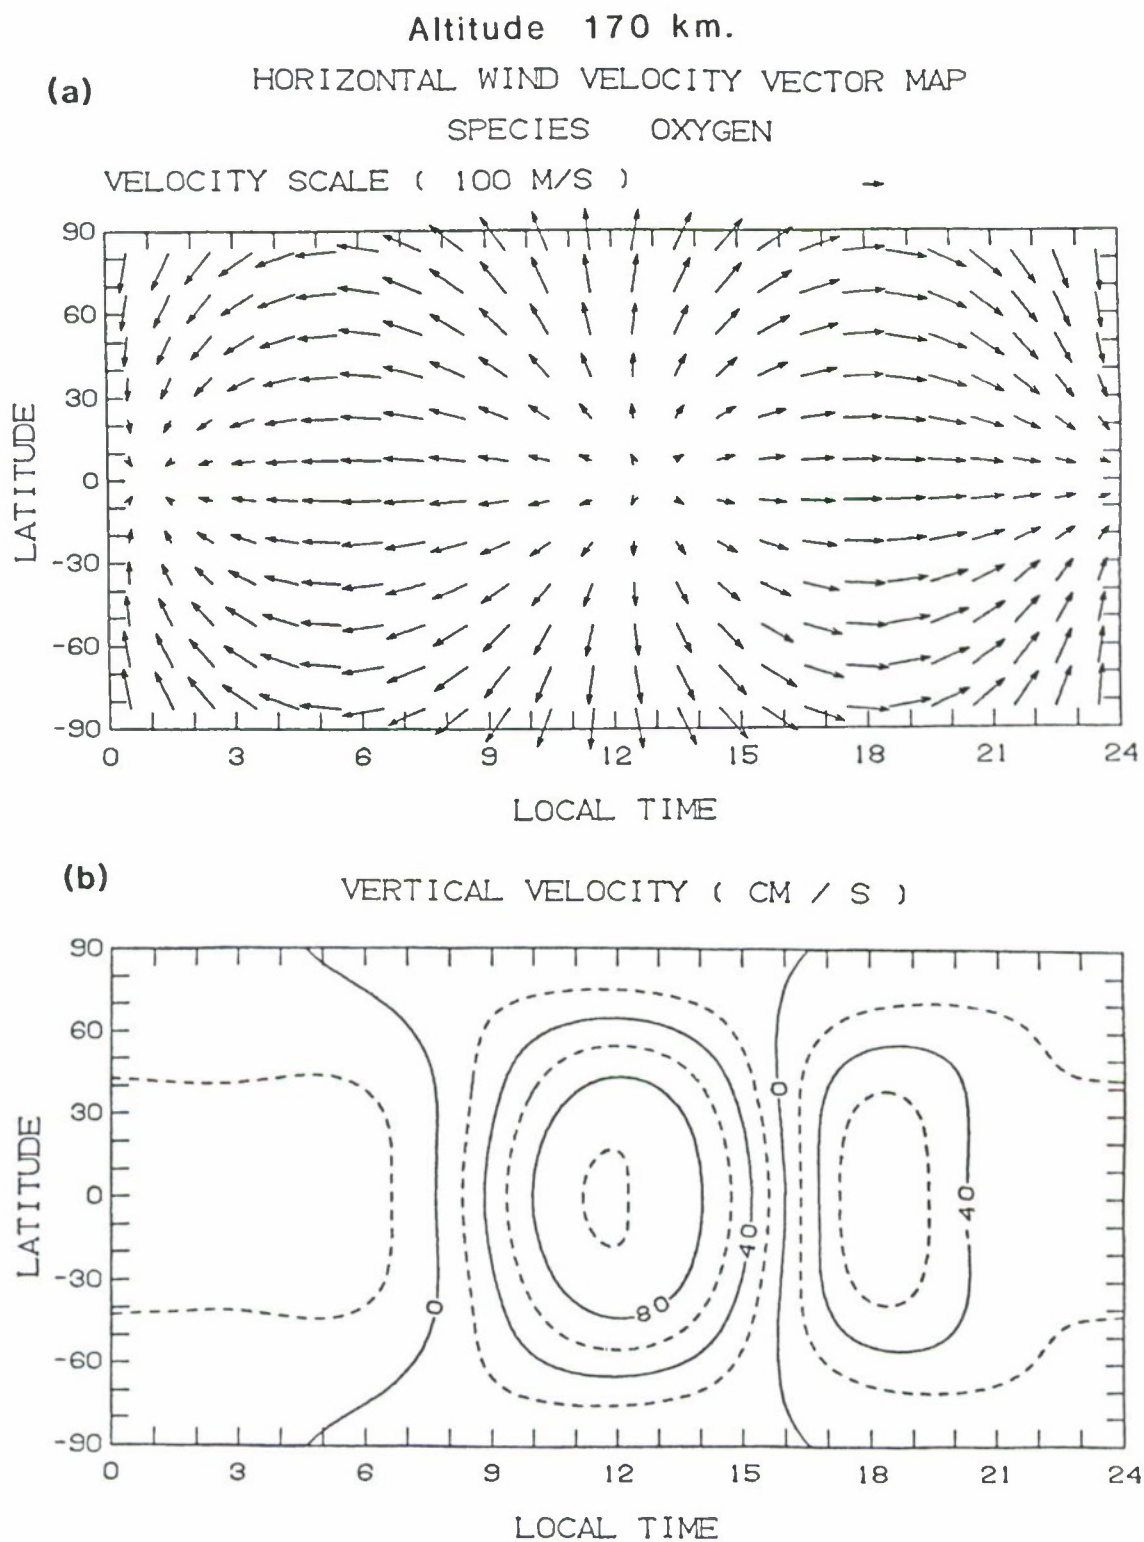 Altitude 170 km.
(a)
HORIZONTAL WIND VELOCITY VECTOR MAP
SPECIES OXYGEN
VELOCITY SCALE ( 100 M/S )
90
60
30
0
-30
-60
-90
LATITUDE
0 3 6 9 12 15 18 21 24
LOCAL TIME
(b)
VERTICAL VELOCITY ( CM / S )
90
60
30
0
-30
-60
-90
LATITUDE
0
80
40
0
40
0 3 6 9 12 15 18 21 24
LOCAL TIME